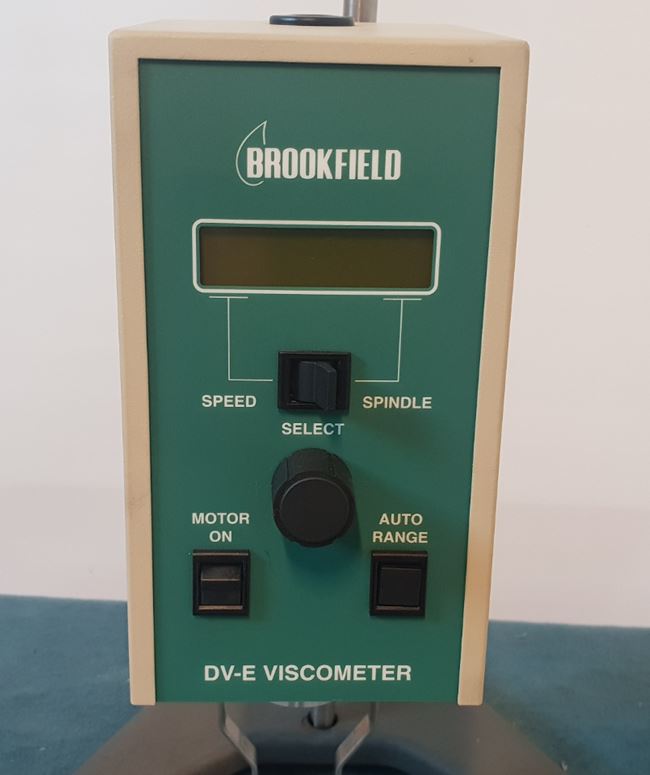 BROOKFIELD
SPEED
SPINDLE
SELECT
MOTOR
ON
AUTO
RANGE
DV-E VISCOMETER